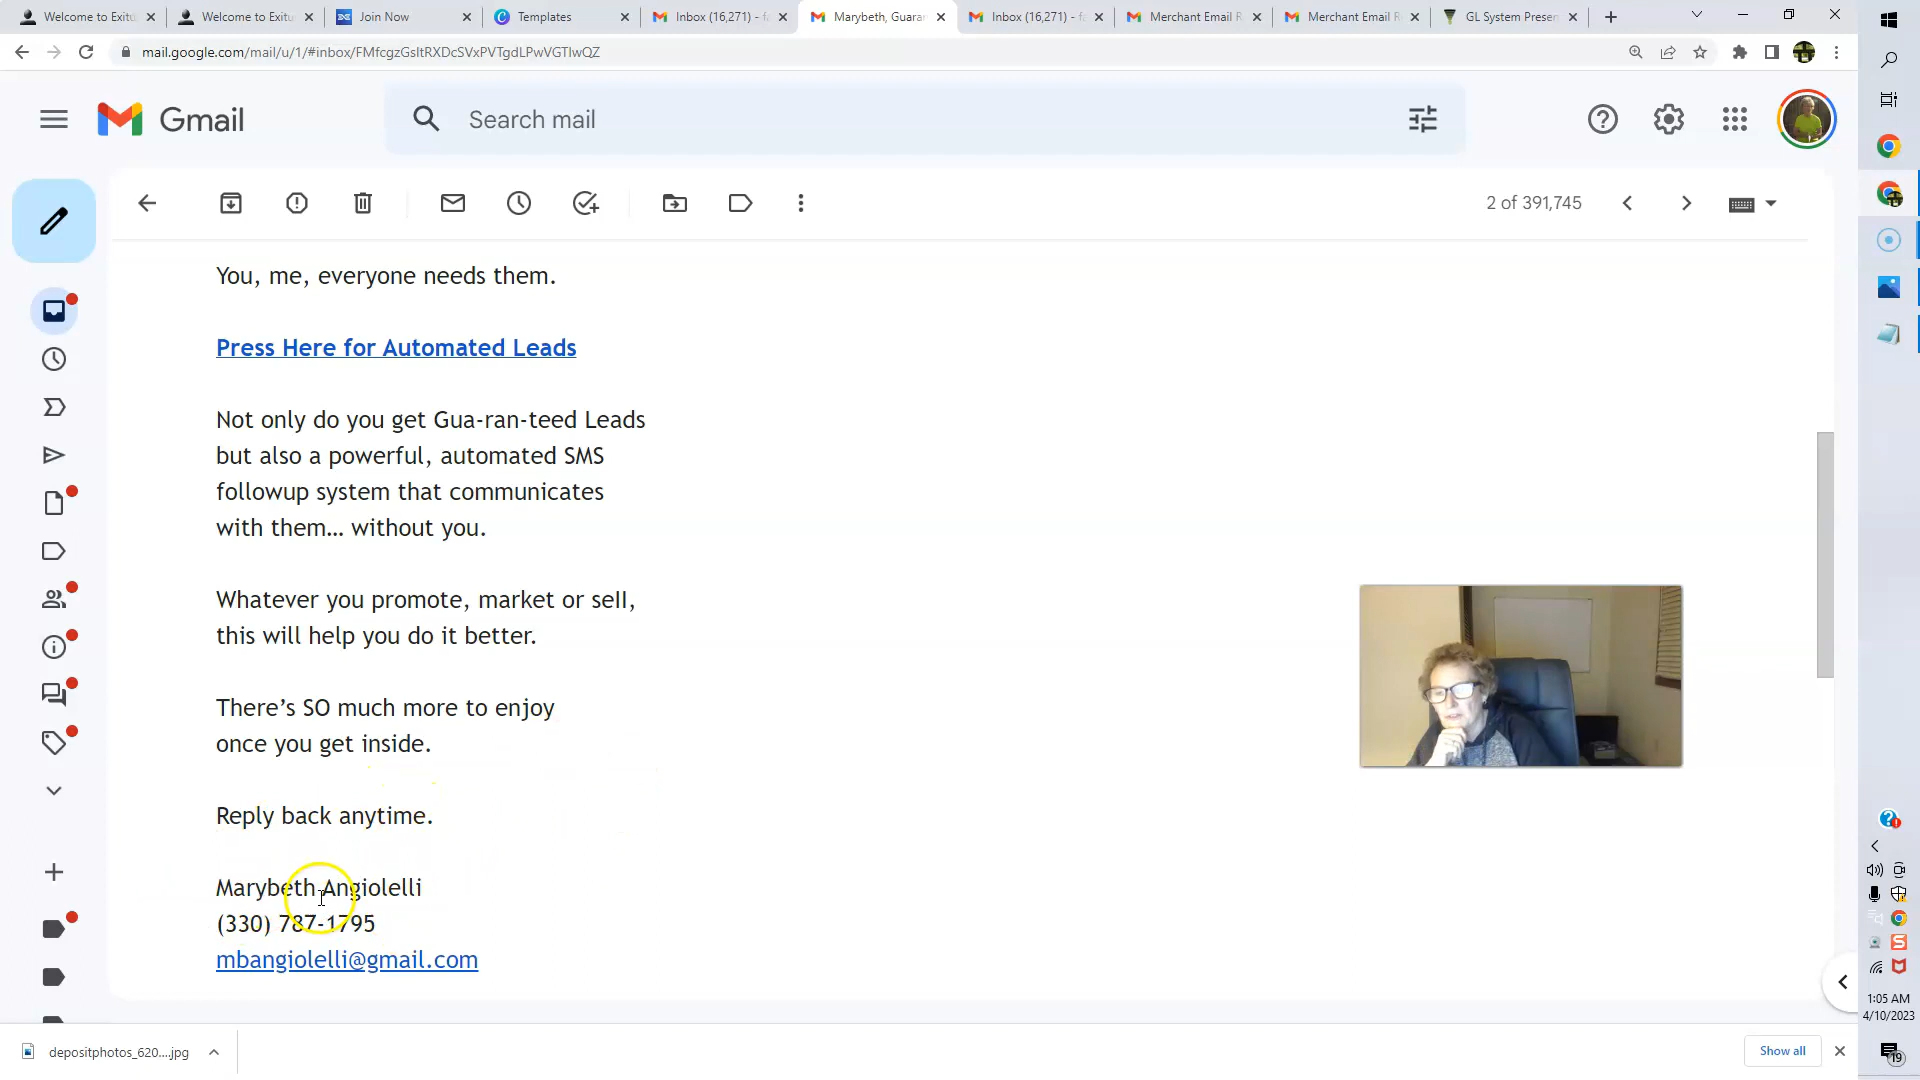 Welcome to Exitu
Welcome to Exitu
Join Now
Templates
Inbox (16,271) - f
Marybeth, Guara
Inbox (16,271) - f
Merchant Email R
Merchant Email R
GL System Presen
mail.google.com/mail/u/1/#inbox/FMfcgzGsltRXDcSVxPVTgdLPwVGTlwQZ
Gmail
Search mail
2 of 391,745
You, me, everyone needs them.
Press Here for Automated Leads
Not only do you get Gua-ran-teed Leads
but also a powerful, automated SMS
followup system that communicates
with them… without you.
Whatever you promote, market or seII,
this will help you do it better.
There’s SO much more to enjoy
once you get inside.
Reply back anytime.
Marybeth Angiolelli
(330) 787-1795
mbangiolelli@gmail.com
1:05 AM
4/10/2023
19
depositphotos_620....jpg
Show all